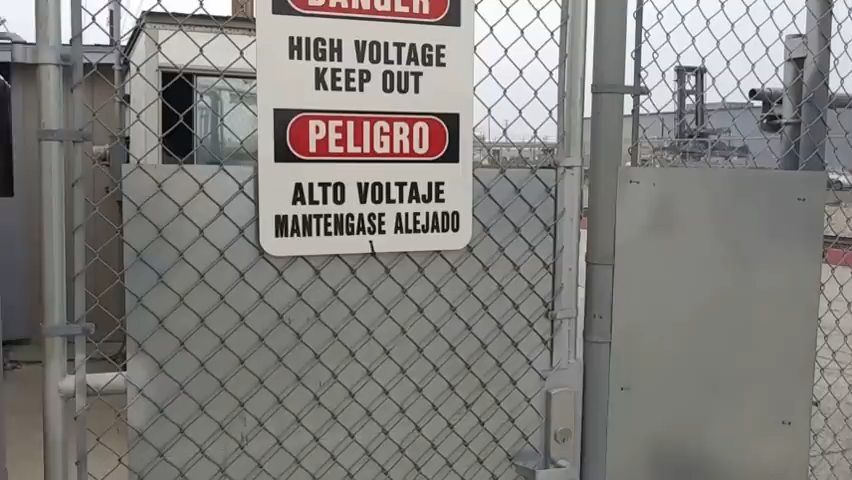 DANGER
HIGH VOLTAGE
KEEP OUT
PELIGRO
ALTO VOLTAJE
MANTENGASE ALEJADO